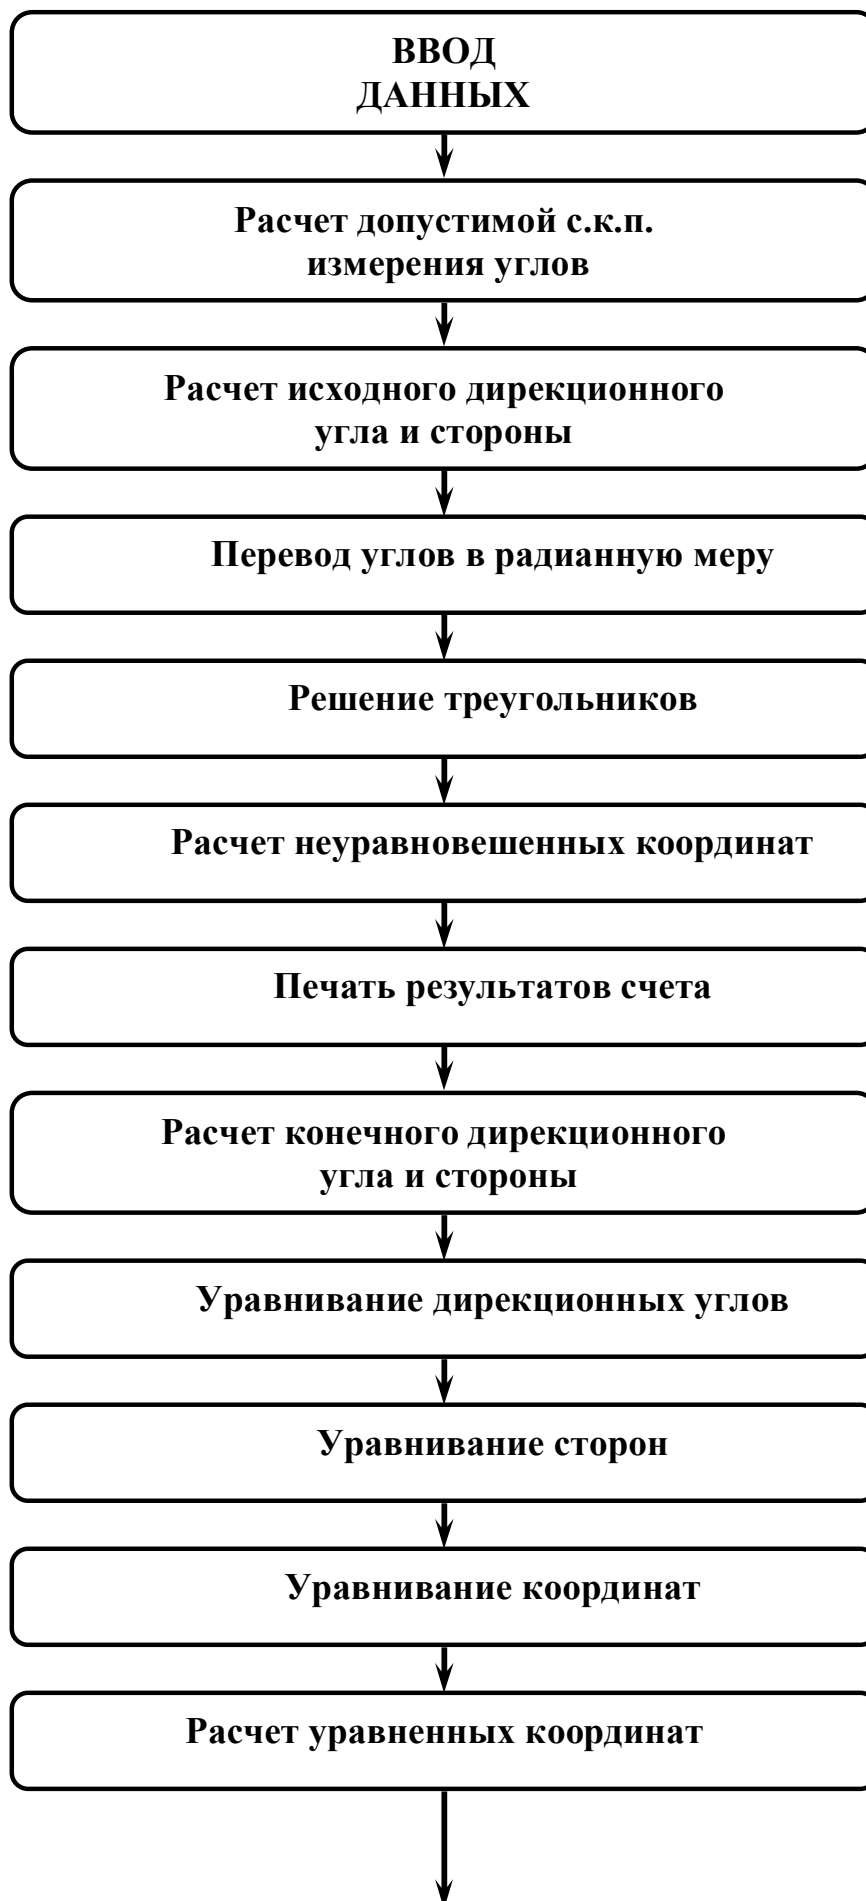 ВВОД
ДАННЫХ
Расчет допустимой с.к.п.
измерения углов
Расчет исходного дирекционного
угла и стороны
Перевод углов в радианную меру
Решение треугольников
Расчет неуравновешенных координат
Печать результатов счета
Расчет конечного дирекционного
угла и стороны
Уравнивание дирекционных углов
Уравнивание сторон
Уравнивание координат
Расчет уравненных координат